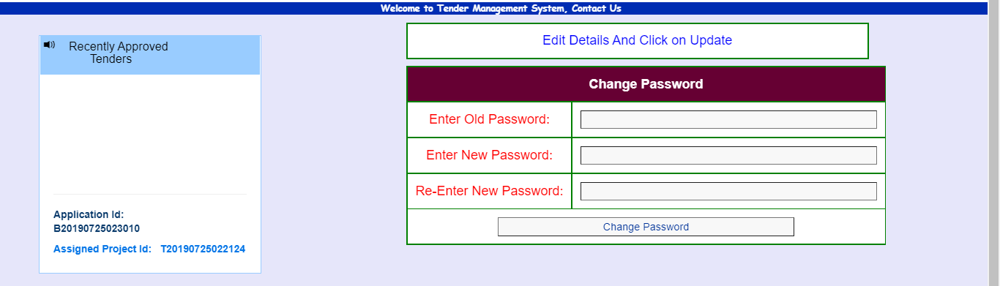 Welcome to Tender Management System, Contact Us
Recently Approved
Tenders
Application Id:
B20190725023010
Assigned Project Id: T20190725022124
Edit Details And Click on Update
Change Password
Enter Old Password:
Enter New Password:
Re-Enter New Password:
Change Password